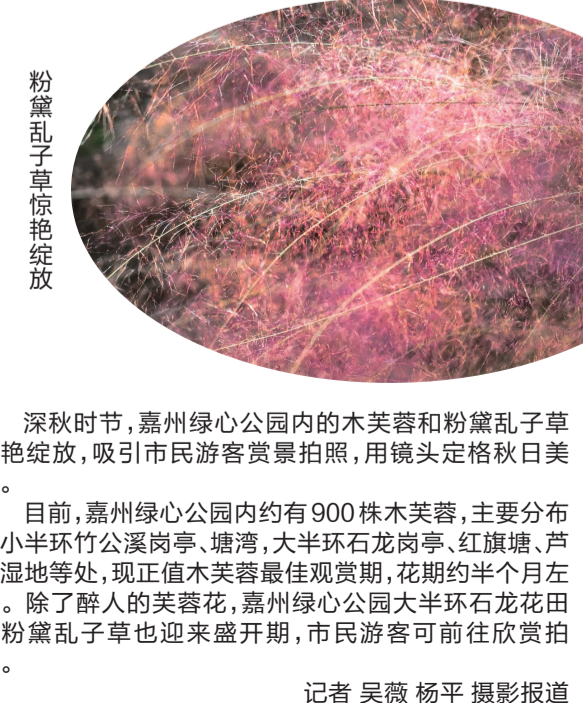 粉黛乱子草惊艳绽放
深秋时节，嘉州绿心公园内的木芙蓉和粉黛乱子草
艳绽放，吸引市民游客赏景拍照，用镜头定格秋日美
。
目前，嘉州绿心公园内约有900株木芙蓉，主要分布
小半环竹公溪岗亭、塘湾，大半环石龙岗亭、红旗塘、芦
湿地等处，现正值木芙蓉最佳观赏期，花期约半个月左
。除了醉人的芙蓉花，嘉州绿心公园大半环石龙花田
粉黛乱子草也迎来盛开期，市民游客可前往欣赏拍
。
记者 吴薇 杨平 摄影报道